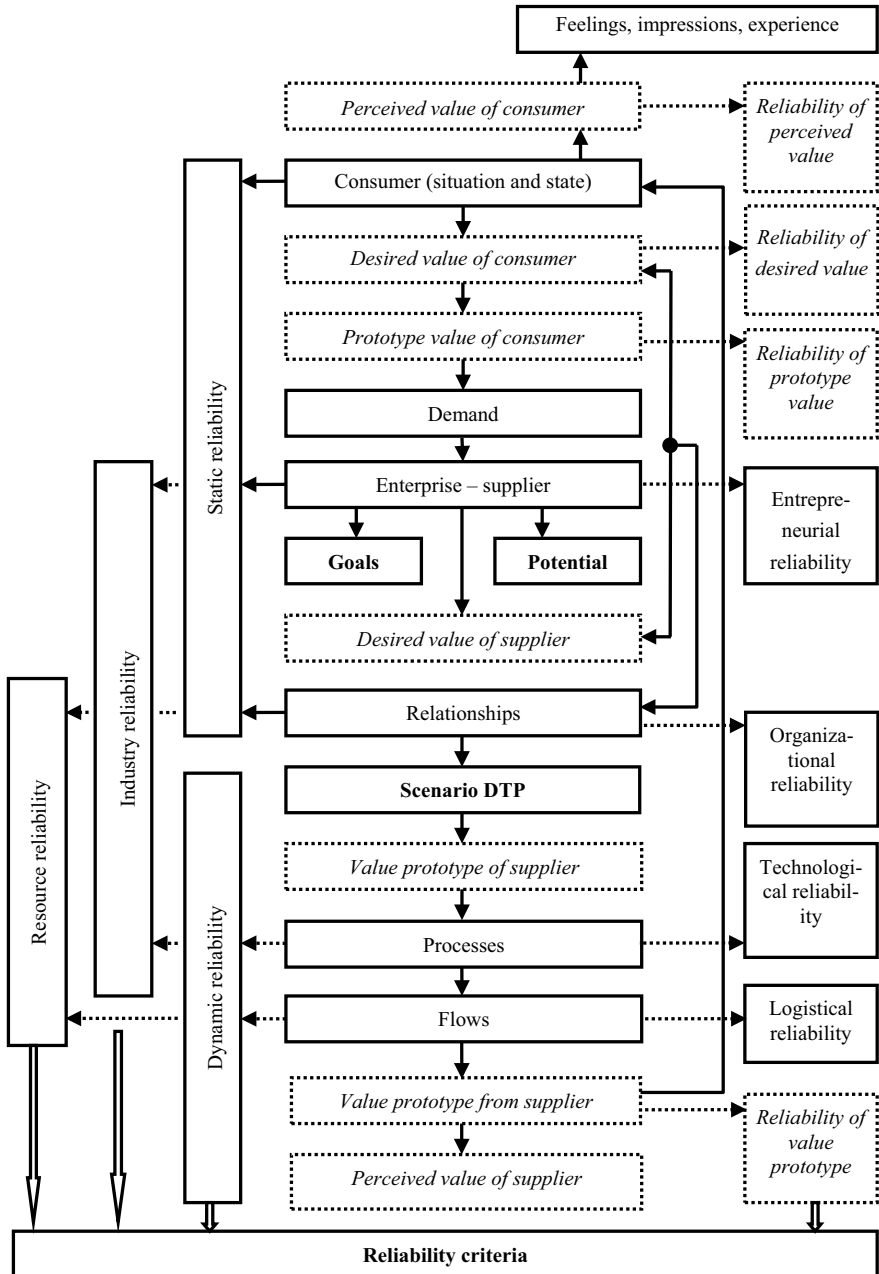 Feelings, impressions, experience
Perceived value of consumer
Reliability of
perceived
value
Consumer (situation and state)
Desired value of consumer
Reliability of
desired value
Prototype value of consumer
Reliability of
prototype
value
Demand
Static reliability
Enterprise – supplier
Entrepre-
neurial
reliability
Goals
Potential
Desired value of supplier
Industry reliability
Resource reliability
Relationships
Organiza-
tional
reliability
Scenario DTP
Value prototype of supplier
Technologi-
cal reliabil-
ity
Processes
Dynamic reliability
Flows
Logistical
reliability
Value prototype from supplier
Reliability of
value
prototype
Perceived value of supplier
Reliability criteria